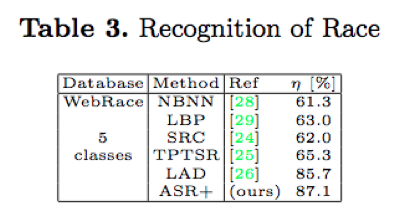 Table 3. Recognition of Race
Database Method Ref η [%]
WebRace NBNN [28] 61.3
LBP [29] 63.0
5 SRC [24] 62.0
classes TPTSR [25] 65.3
LAD [26] 85.7
ASR+ (ours) 87.1